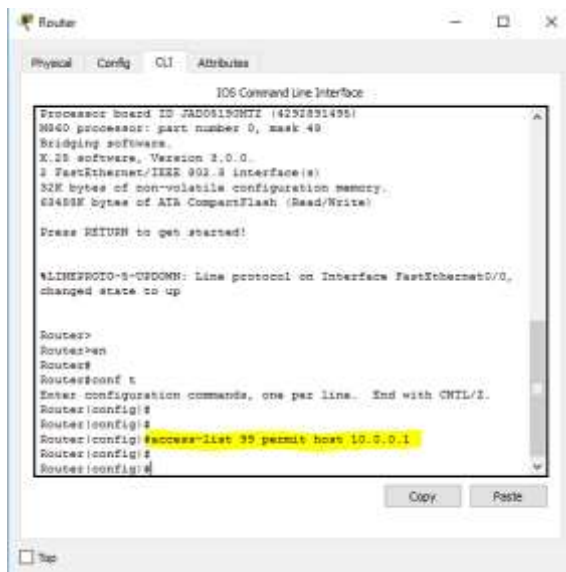 Router
Physical Config CLI Attributes
IOS Command Line Interface
Processor board ID JAD05190MTZ (4292891495)
M860 processor: part number 0, mask 49
Bridging software.
X.25 software, Version 3.0.0.
2 FastEthernet/IEEE 802.3 interface(s)
32K bytes of non-volatile configuration memory.
63488K bytes of ATA CompactFlash (Read/Write)
Press RETURN to get started!
%LINEPROTO-5-UPDOWN: Line protocol on Interface FastEthernet0/0,
changed state to up
Router>
Router>en
Router#
Router#conf t
Enter configuration commands, one per line. End with CNTL/Z.
Router(config)#
Router(config)#
Router(config)#access-list 99 permit host 10.0.0.1
Router(config)#
Router(config)#
Copy Paste
Top